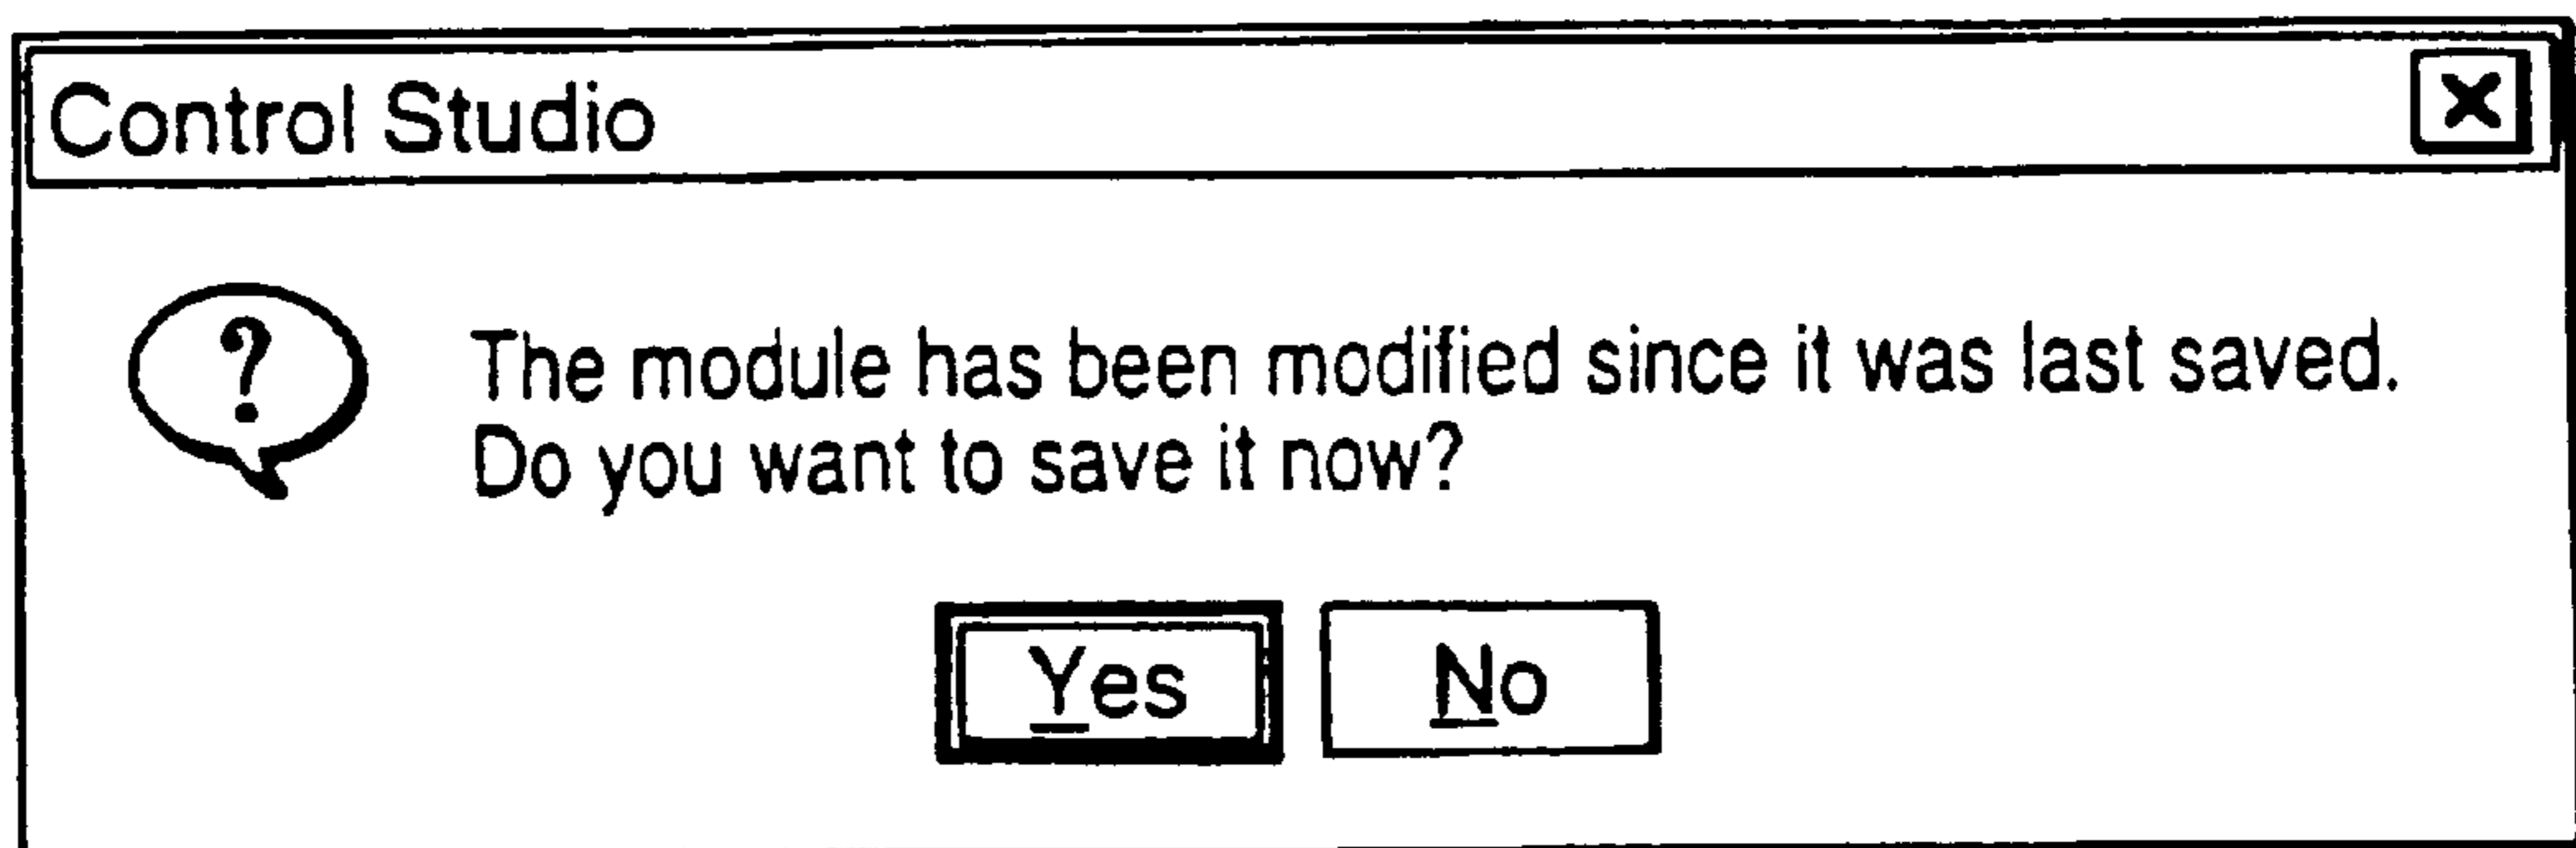 Control Studio
?
The module has been modified since it was last saved.
Do you want to save it now?
Yes No